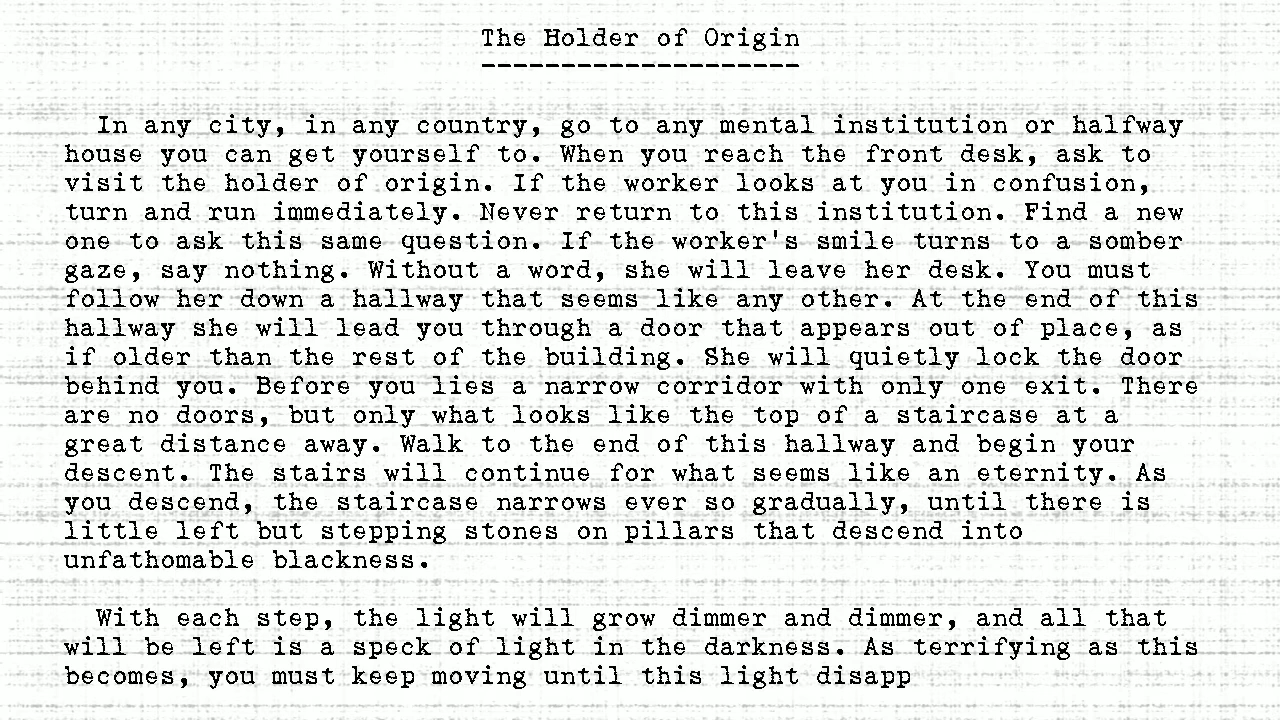 The Holder of Origin
--------------------
In any city, in any country, go to any mental institution or halfway
house you can get yourself to. When you reach the front desk, ask to
visit the holder of origin. If the worker looks at you in confusion,
turn and run immediately. Never return to this institution. Find a new
one to ask this same question. If the worker's smile turns to a somber
gaze, say nothing. Without a word, she will leave her desk. You must
follow her down a hallway that seems like any other. At the end of this
hallway she will lead you through a door that appears out of place, as
if older than the rest of the building. She will quietly lock the door
behind you. Before you lies a narrow corridor with only one exit. There
are no doors, but only what looks like the top of a staircase at a
great distance away. Walk to the end of this hallway and begin your
descent. The stairs will continue for what seems like an eternity. As
you descend, the staircase narrows ever so gradually, until there is
little left but stepping stones on pillars that descend into
unfathomable blackness.
With each step, the light will grow dimmer and dimmer, and all that
will be left is a speck of light in the darkness. As terrifying as this
becomes, you must keep moving until this light disapp